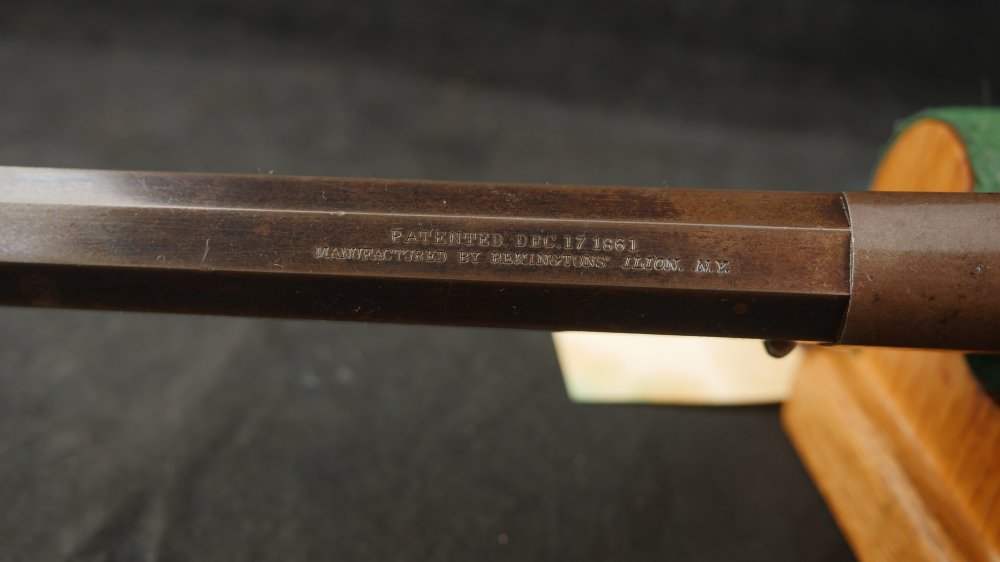 PATENTED DEC. 17 1861
MANUFACTURED BY REMINGTONS' ILION, N.Y.